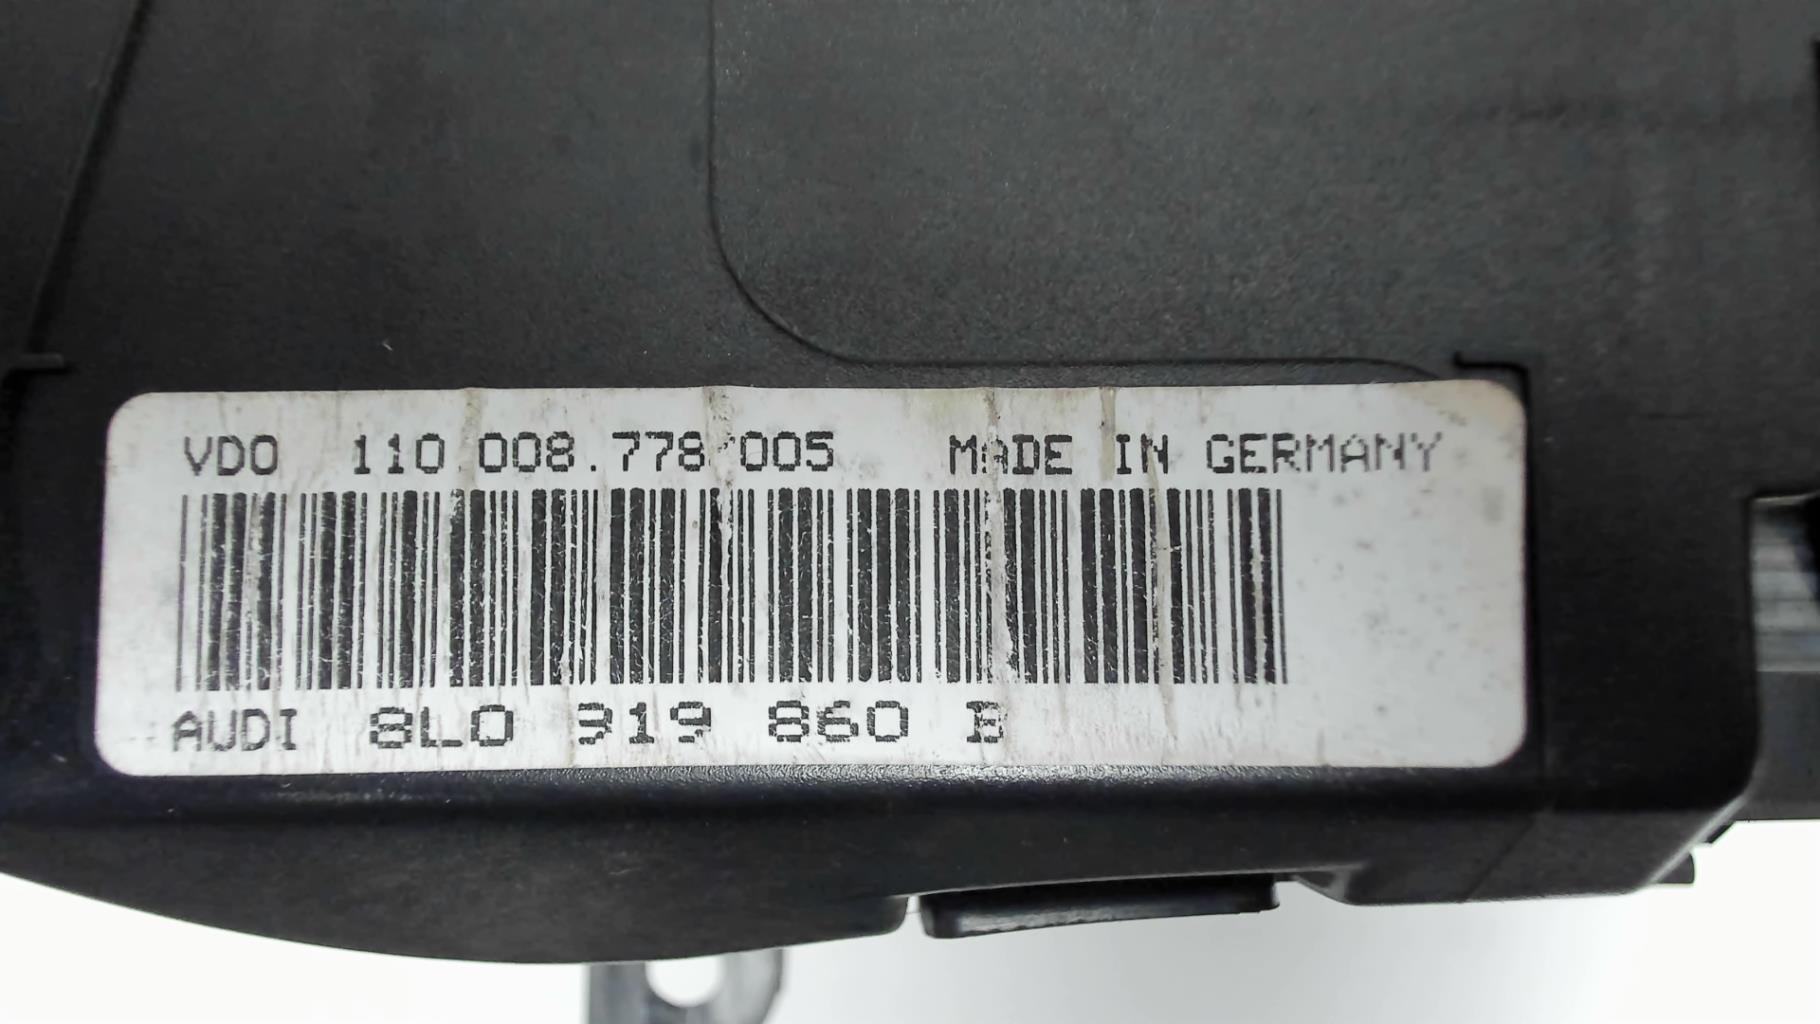 VDO 110.008.778/005 MADE IN GERMANY
AUDI 8L0 919 860 B